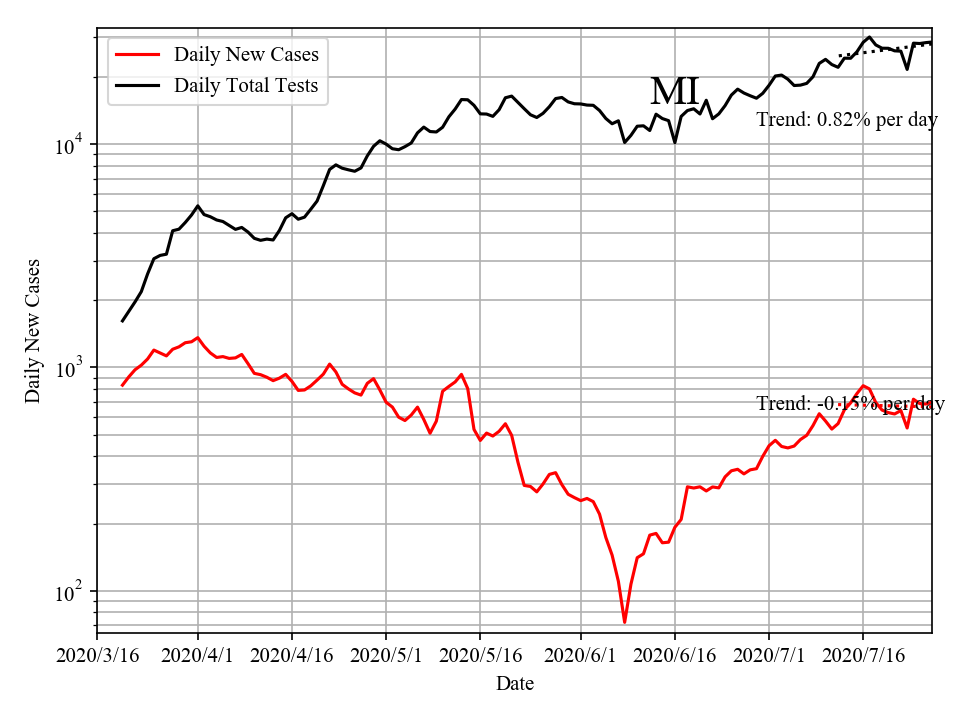 Daily New Cases
Daily Total Tests
MI
Trend: 0.82% per day
Trend: -0.15% per day
10^4
10^3
10^2
Daily New Cases
2020/3/16 2020/4/1 2020/4/16 2020/5/1 2020/5/16 2020/6/1 2020/6/16 2020/7/1 2020/7/16
Date